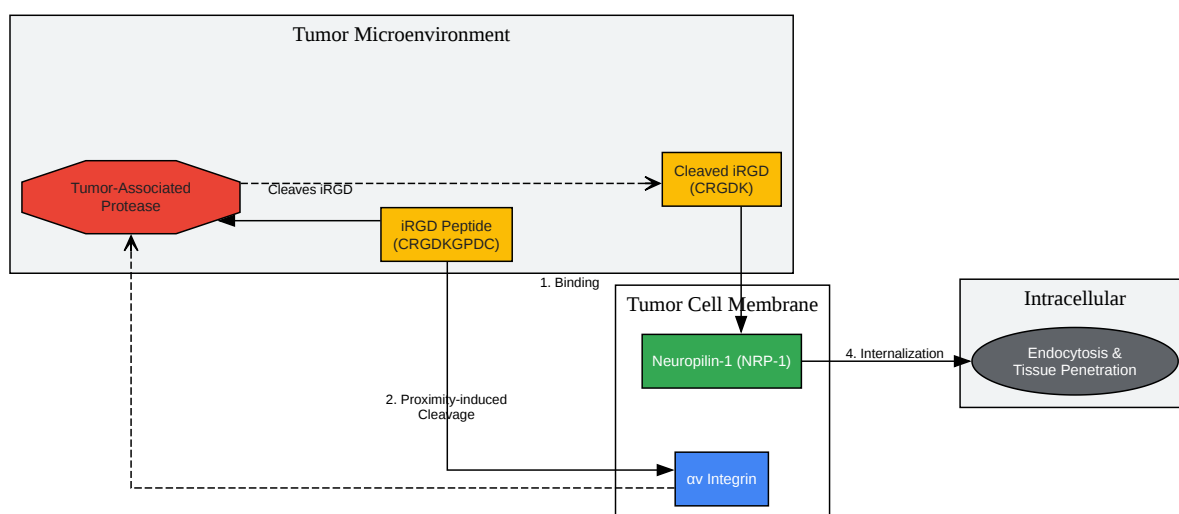 Tumor Microenvironment
Tumor-Associated
Protease
Cleaves iRGD
Cleaved iRGD
(CRGDK)
iRGD Peptide
(CRGDKGPDC)
1. Binding
Tumor Cell Membrane
Intracellular
Neuropilin-1 (NRP-1)
4. Internalization
Endocytosis &
Tissue Penetration
2. Proximity-induced
Cleavage
αv Integrin